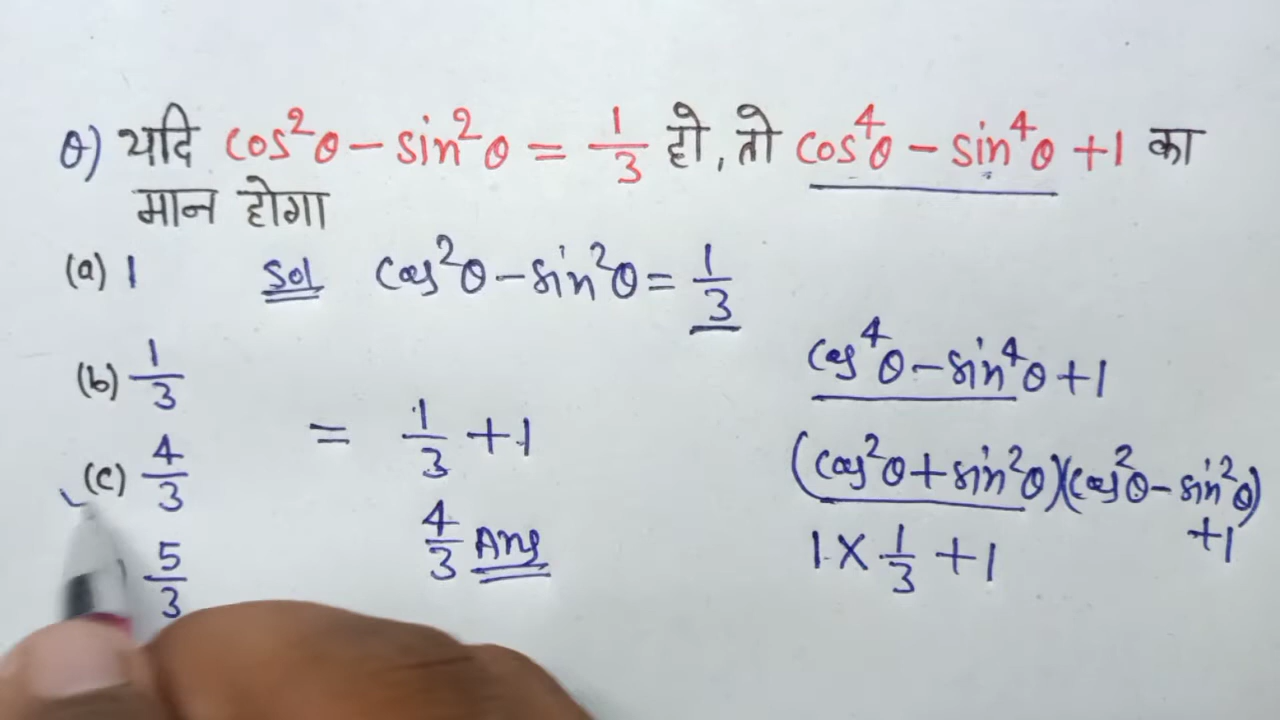 Q) यदि cos²θ – sin²θ = 1/3 हो, तो cos⁴θ – sin⁴θ +1 का
मान होगा
(a) 1
Sol cos²θ – sin²θ = 1/3
(b) 1/3
(c) 4/3
5/3
cos⁴θ – sin⁴θ +1
(cos²θ + sin²θ)(cos²θ – sin²θ)
+1
1 × 1/3 + 1
= 1/3 +1
4/3 Ans